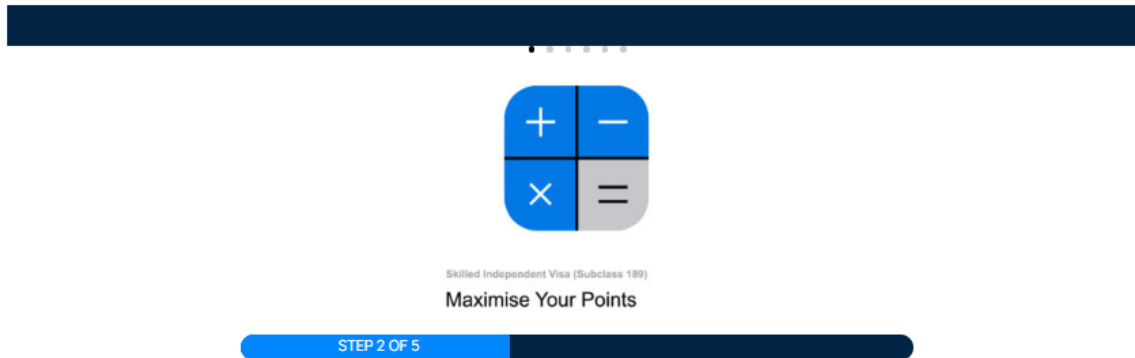 Skilled Independent Visa (Subclass 189)
Maximise Your Points
STEP 2 OF 5